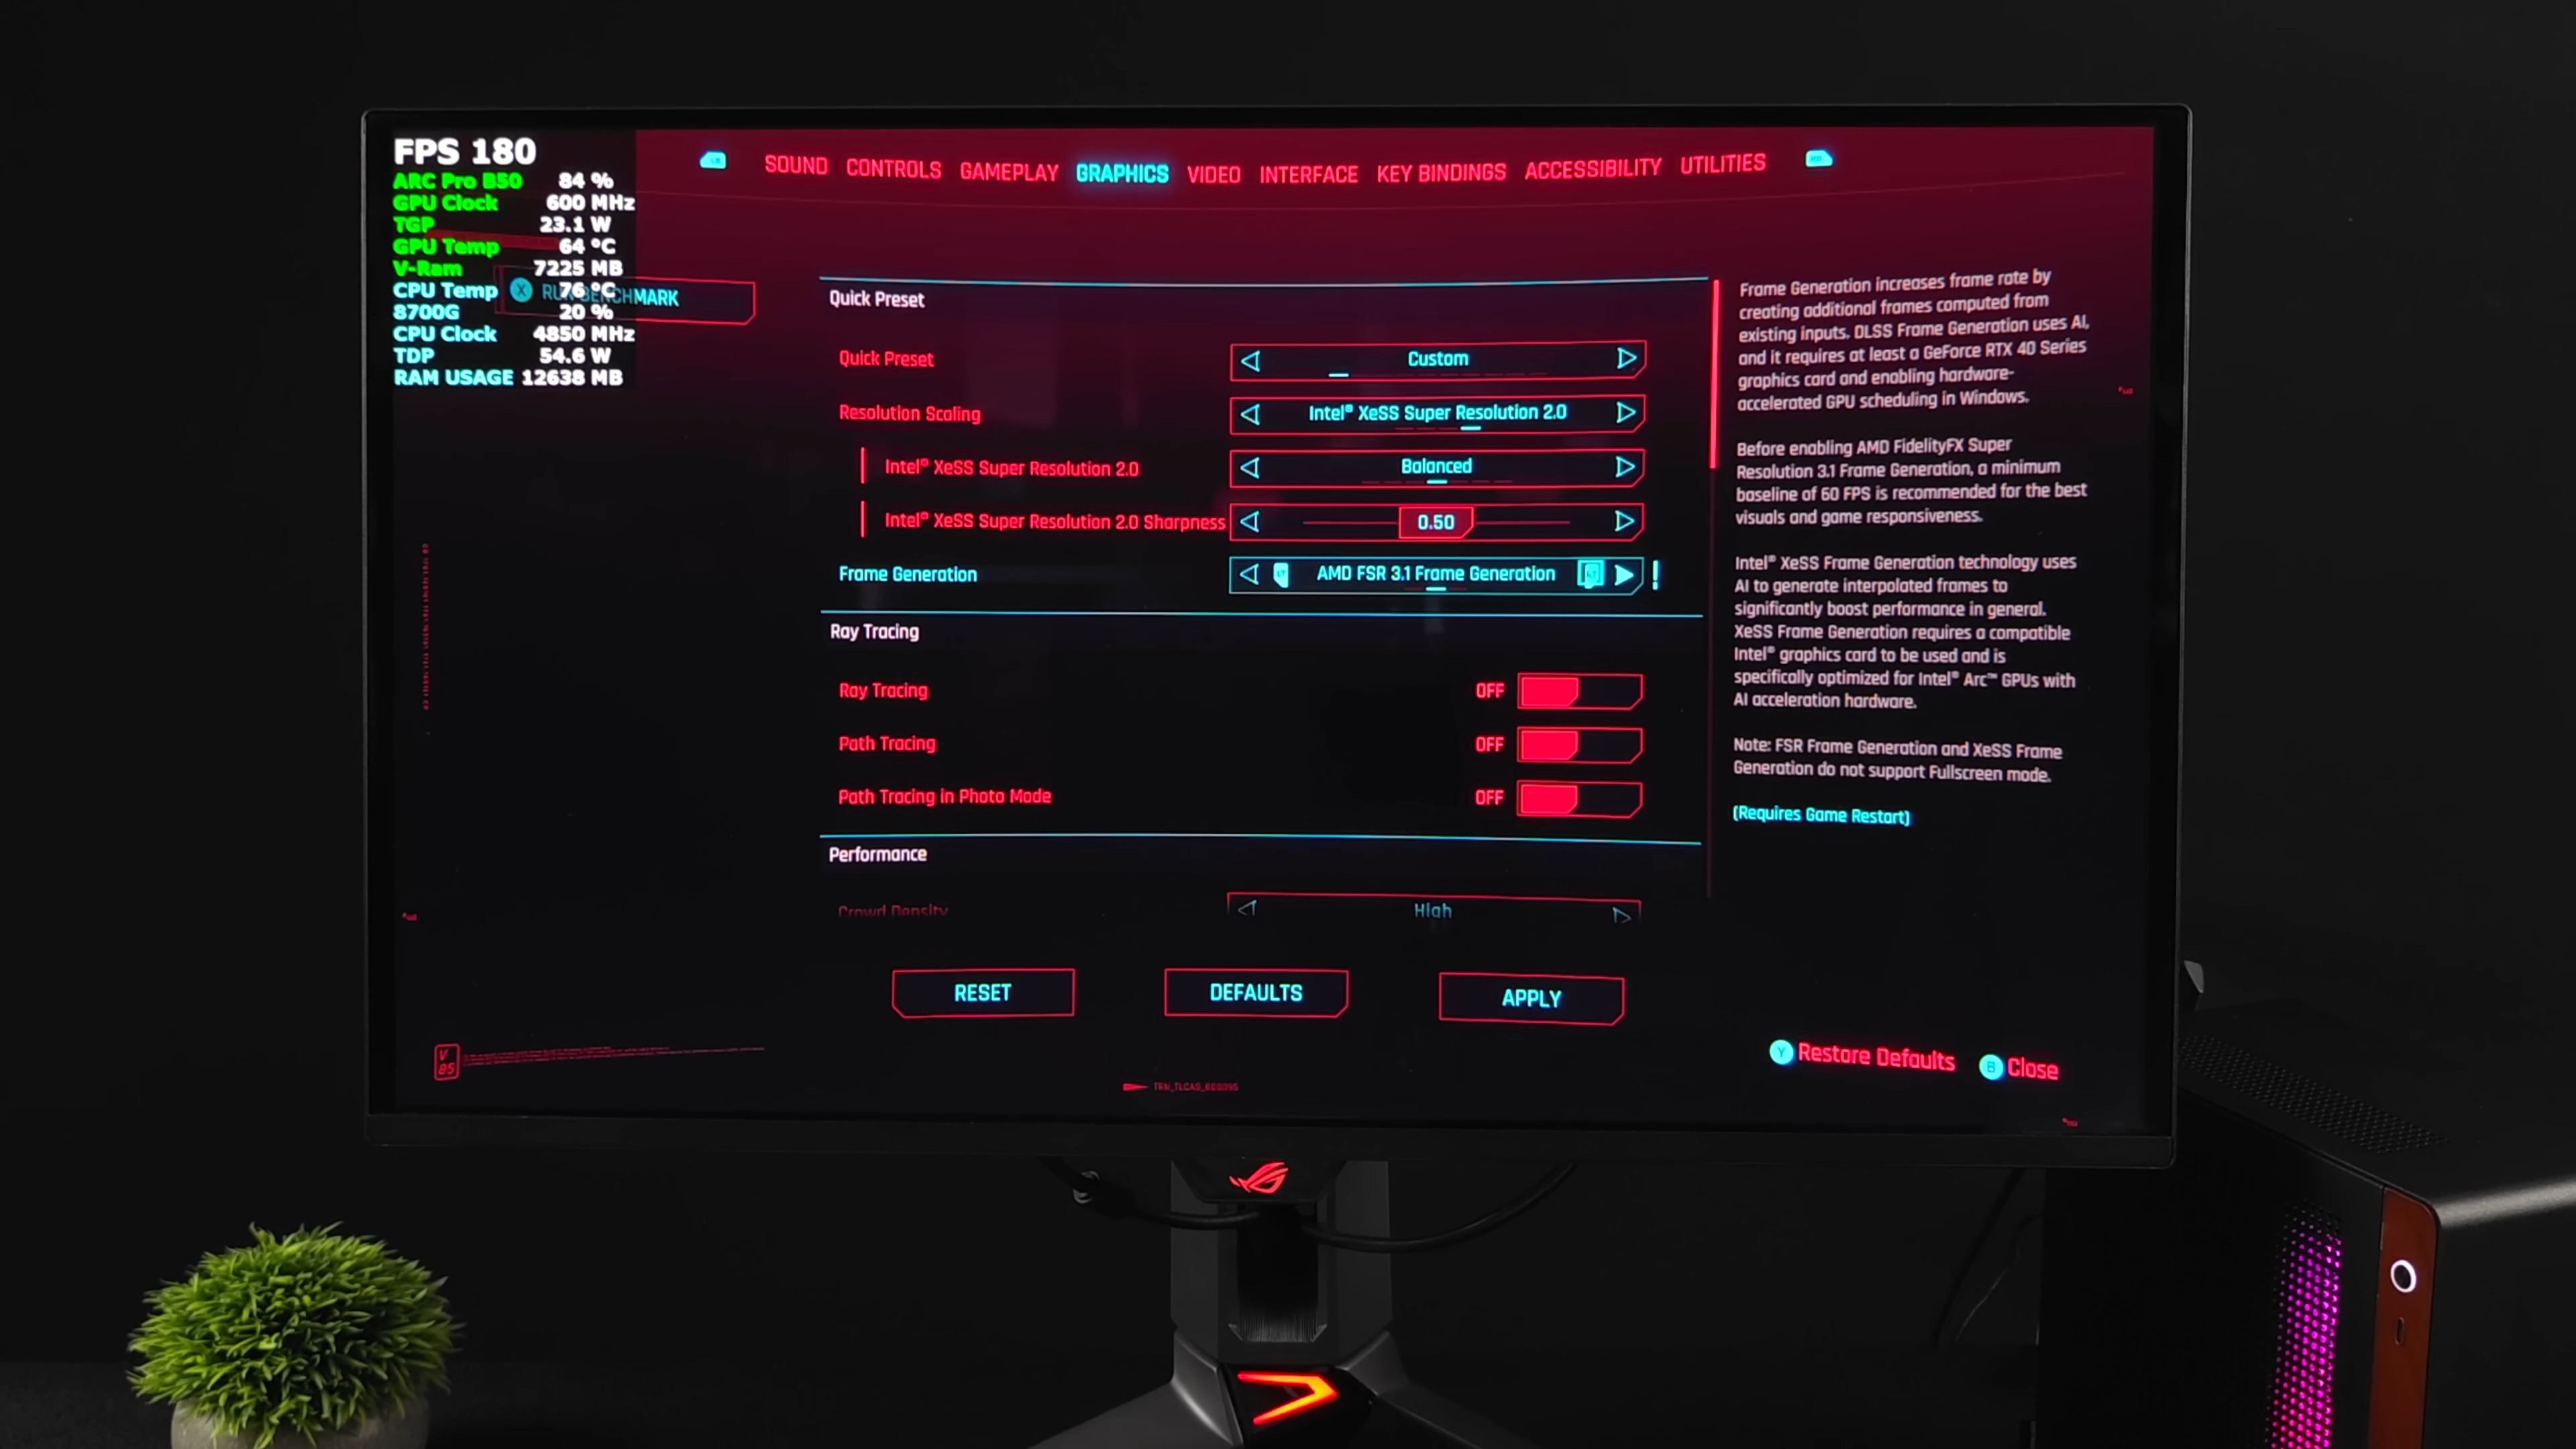 FPS 180
ARC Pro B50 84 %
GPU Clock 600 MHz
TGP 23.1 W
GPU Temp 64 °C
V-Ram 7225 MB
CPU Temp 76 °C
8700G 20 %
CPU Clock 4850 MHz
TDP 54.6 W
RAM USAGE 12638 MB
X RUN BENCHMARK
SOUND CONTROLS GAMEPLAY GRAPHICS VIDEO INTERFACE KEY BINDINGS ACCESSIBILITY UTILITIES
Quick Preset
Quick Preset Custom
Resolution Scaling Intel® XeSS Super Resolution 2.0
Intel® XeSS Super Resolution 2.0 Balanced
Intel® XeSS Super Resolution 2.0 Sharpness 0.50
Frame Generation AMD FSR 3.1 Frame Generation !
Ray Tracing
Ray Tracing OFF
Path Tracing OFF
Path Tracing in Photo Mode OFF
Performance
Crowd Density High
RESET DEFAULTS APPLY
Frame Generation increases frame rate by
creating additional frames computed from
existing inputs. DLSS Frame Generation uses AI,
and it requires at least a GeForce RTX 40 Series
graphics card and enabling hardware-
accelerated GPU scheduling in Windows.
Before enabling AMD FidelityFX Super
Resolution 3.1 Frame Generation, a minimum
baseline of 60 FPS is recommended for the best
visuals and game responsiveness.
Intel® XeSS Frame Generation technology uses
AI to generate interpolated frames to
significantly boost performance in general.
XeSS Frame Generation requires a compatible
Intel® graphics card to be used and is
specifically optimized for Intel® Arc™ GPUs with
AI acceleration hardware.
Note: FSR Frame Generation and XeSS Frame
Generation do not support Fullscreen mode.
(Requires Game Restart)
Y Restore Defaults B Close
V
85
TRN_TLCAS_800095